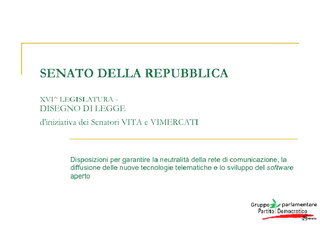 SENATO DELLA REPUBBLICA
XVI^ LEGISLATURA -
DISEGNO DI LEGGE
d'iniziativa dei Senatori VITA e VIMERCATI
Disposizioni per garantire la neutralità della rete di comunicazione, la
diffusione delle nuove tecnologie telematiche e lo sviluppo del software
aperto
Gruppo parlamentare
Partito Democratico